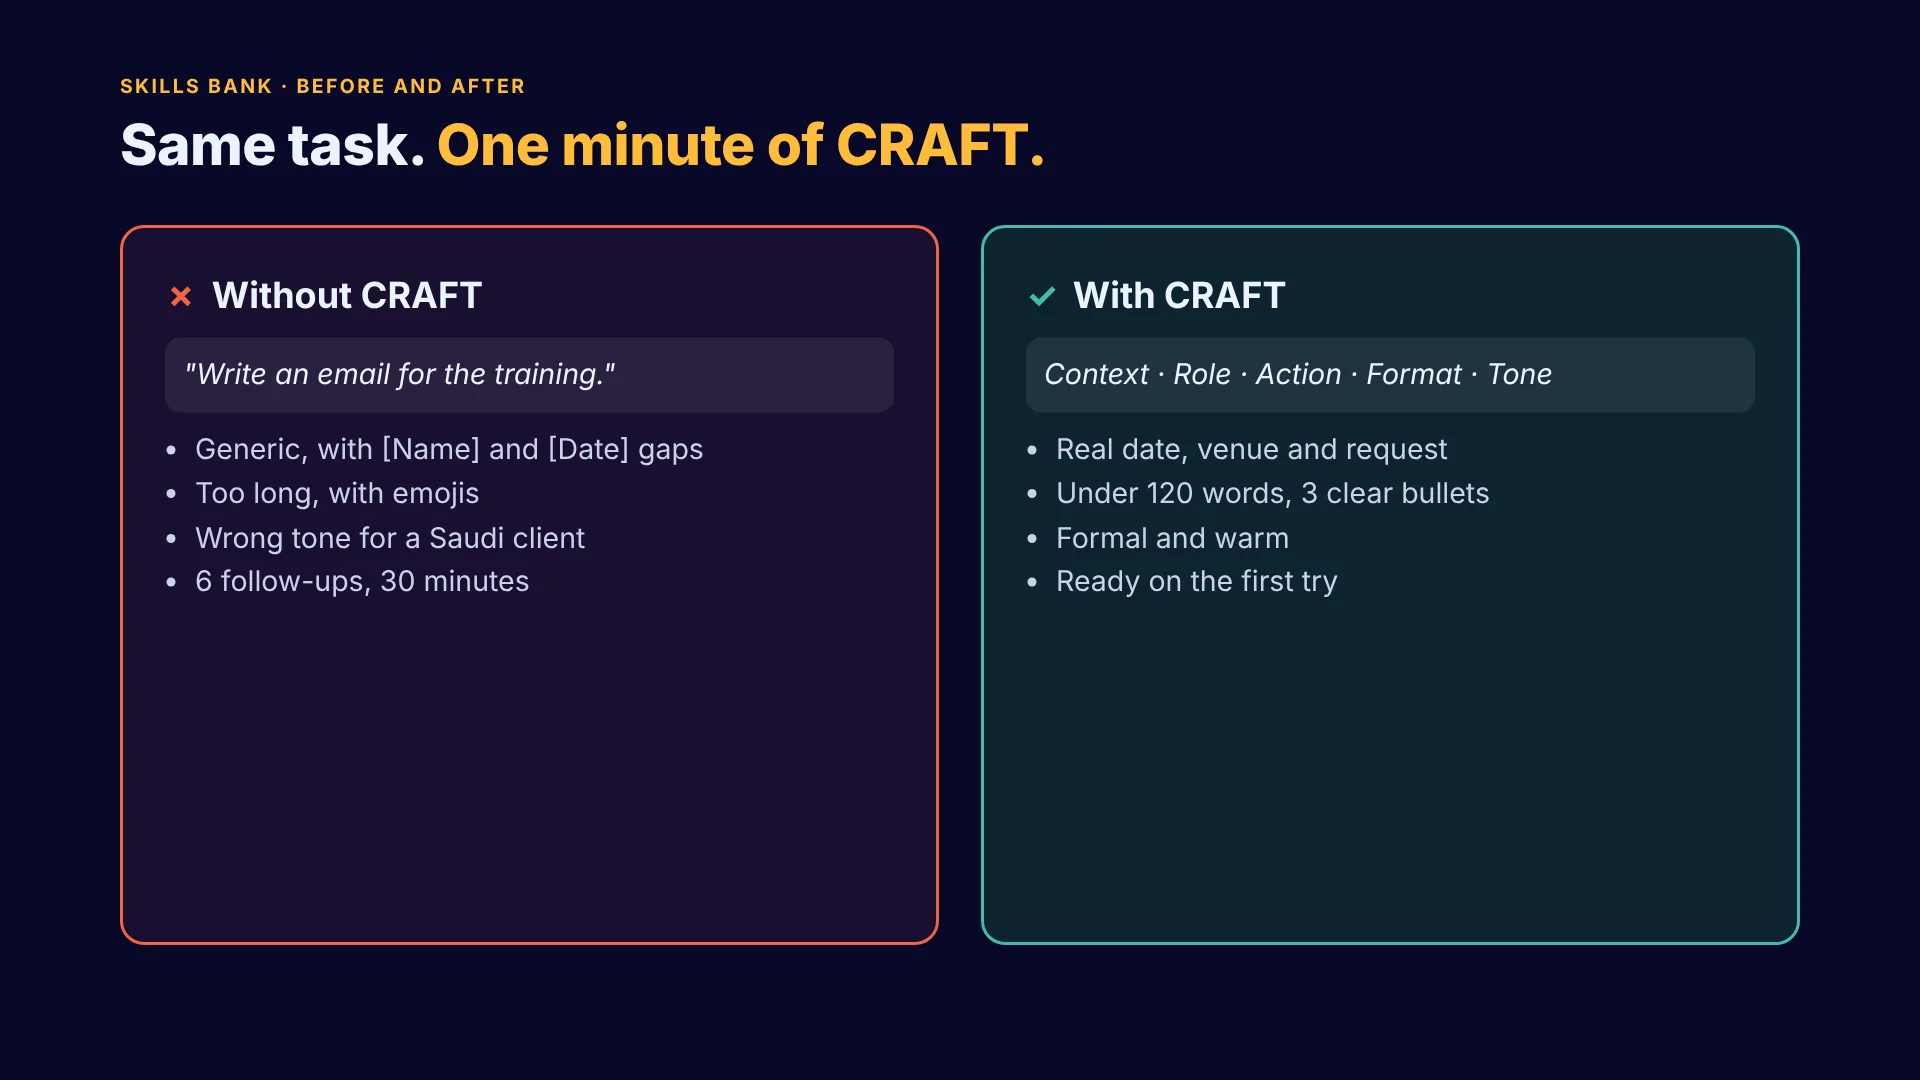 SKILLS BANK · BEFORE AND AFTER
Same task. One minute of CRAFT.
Without CRAFT
"Write an email for the training."
• Generic, with [Name] and [Date] gaps
• Too long, with emojis
• Wrong tone for a Saudi client
• 6 follow-ups, 30 minutes
With CRAFT
Context · Role · Action · Format · Tone
• Real date, venue and request
• Under 120 words, 3 clear bullets
• Formal and warm
• Ready on the first try